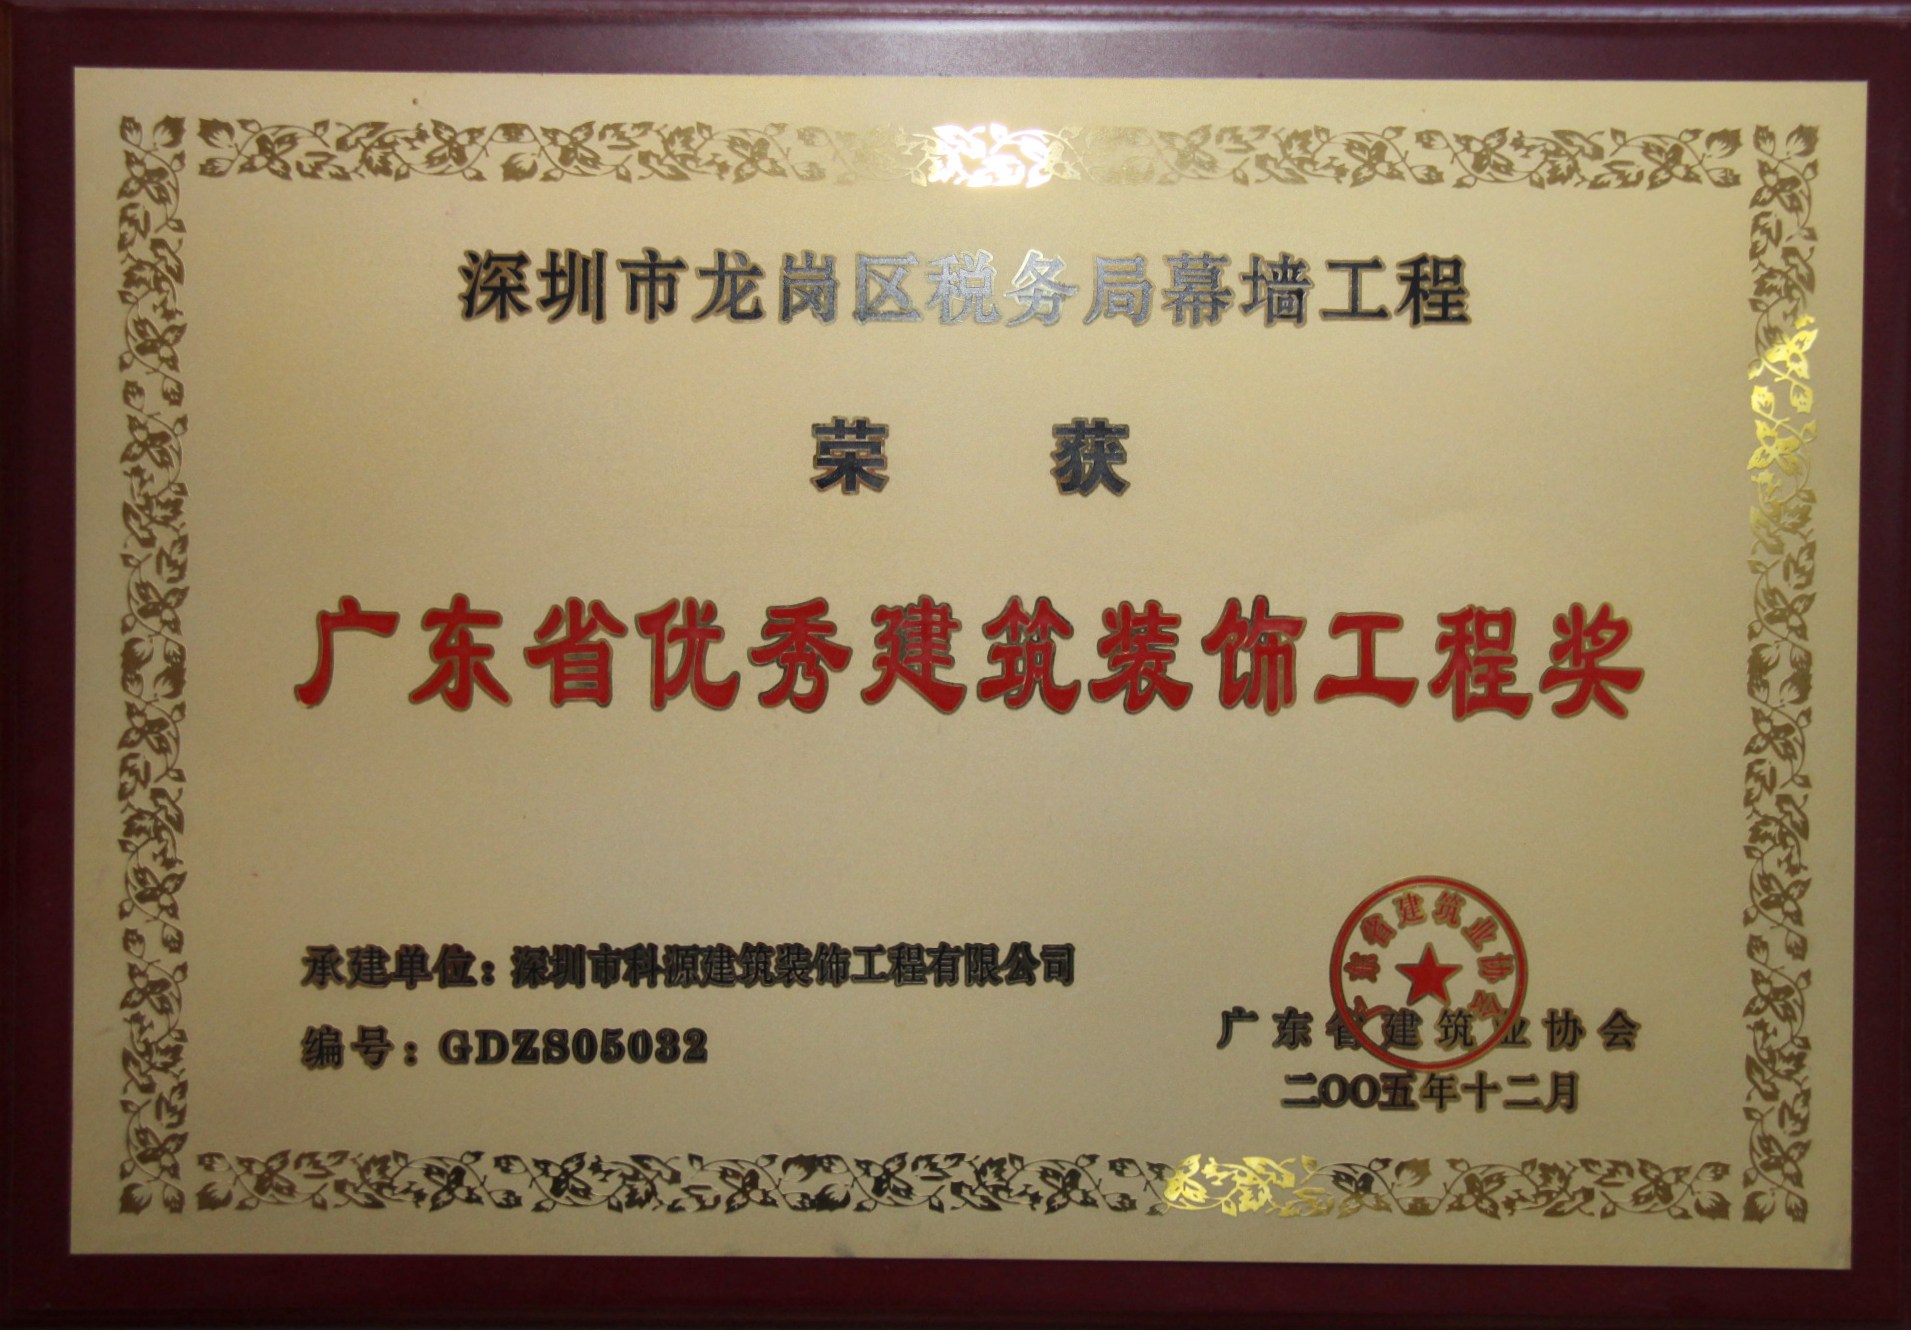 深圳市龙岗区税务局幕墙工程
荣获
广东省优秀建筑装饰工程奖
承建单位：深圳市科源建筑装饰工程有限公司
编号：GDZS05032
广东省建筑业协会
广东省建筑业协会
二〇〇五年十二月